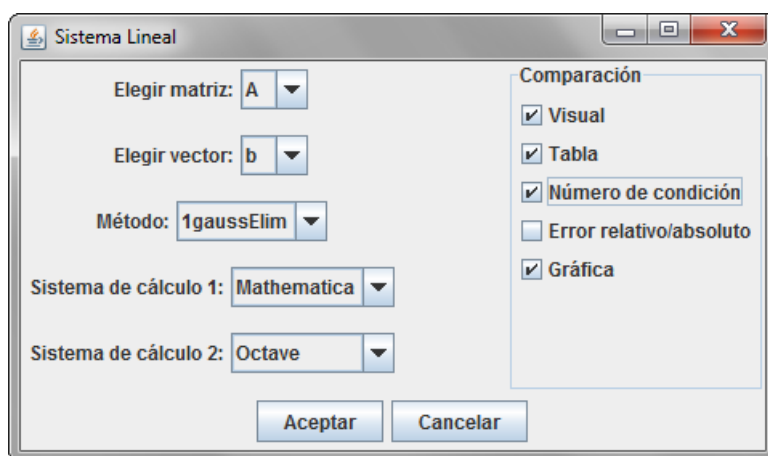 Sistema Lineal
Elegir matriz: A
Elegir vector: b
Método: 1gaussElim
Sistema de cálculo 1: Mathematica
Sistema de cálculo 2: Octave
Comparación
Visual
Tabla
Número de condición
Error relativo/absoluto
Gráfica
Aceptar Cancelar